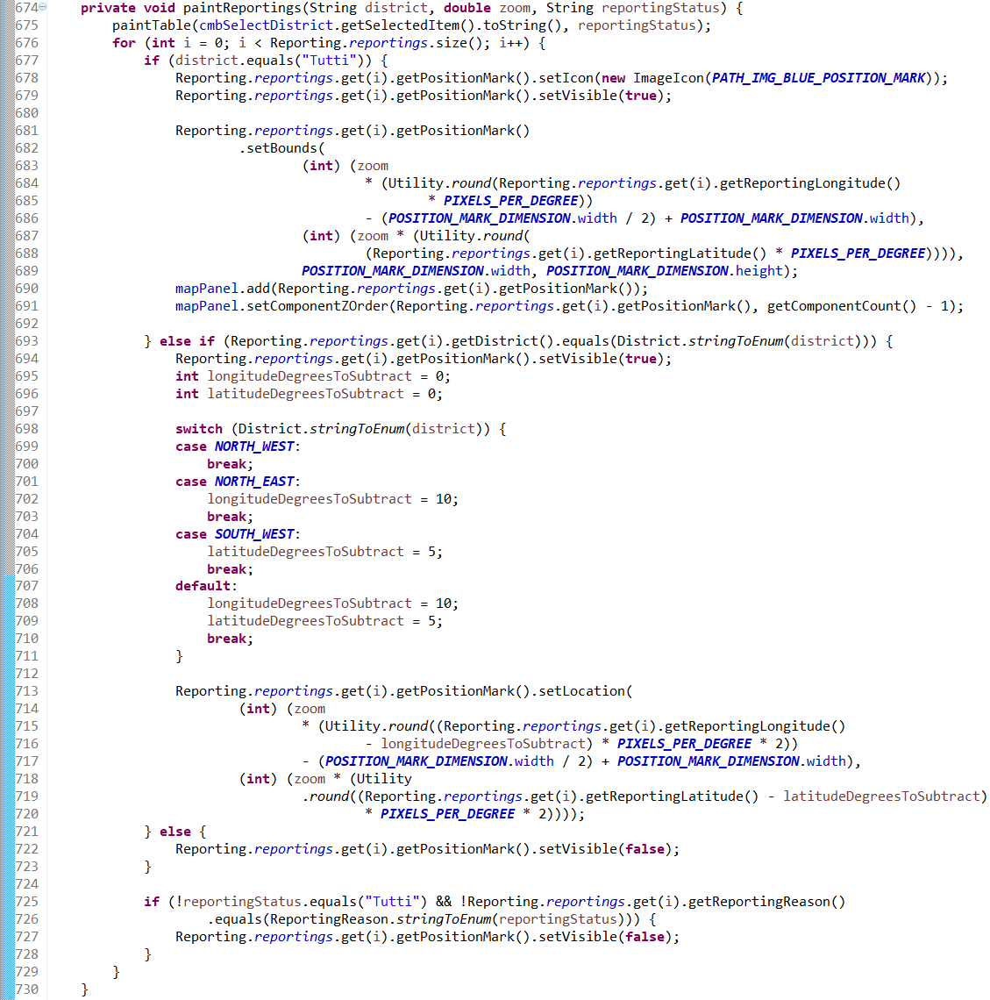 674 private void paintReportings(String district, double zoom, String reportingStatus) {
675 paintTable(cmbSelectDistrict.getSelectedItem().toString(), reportingStatus);
676 for (int i = 0; i < Reporting.reportings.size(); i++) {
677 if (district.equals("Tutti")) {
678 Reporting.reportings.get(i).getPositionMark().setIcon(new ImageIcon(PATH_IMG_BLUE_POSITION_MARK));
679 Reporting.reportings.get(i).getPositionMark().setVisible(true);
680
681 Reporting.reportings.get(i).getPositionMark()
682 .setBounds(
683 (int) (zoom
684 * (Utility.round(Reporting.reportings.get(i).getReportingLongitude()
685 * PIXELS_PER_DEGREE))
686 - (POSITION_MARK_DIMENSION.width / 2) + POSITION_MARK_DIMENSION.width),
687 (int) (zoom * (Utility.round(
688 (Reporting.reportings.get(i).getReportingLatitude() * PIXELS_PER_DEGREE)))),
689 POSITION_MARK_DIMENSION.width, POSITION_MARK_DIMENSION.height);
690 mapPanel.add(Reporting.reportings.get(i).getPositionMark());
691 mapPanel.setComponentZOrder(Reporting.reportings.get(i).getPositionMark(), getComponentCount() - 1);
692
693 } else if (Reporting.reportings.get(i).getDistrict().equals(District.stringToEnum(district))) {
694 Reporting.reportings.get(i).getPositionMark().setVisible(true);
695 int longitudeDegreesToSubtract = 0;
696 int latitudeDegreesToSubtract = 0;
697
698 switch (District.stringToEnum(district)) {
699 case NORTH_WEST:
700 break;
701 case NORTH_EAST:
702 longitudeDegreesToSubtract = 10;
703 break;
704 case SOUTH_WEST:
705 latitudeDegreesToSubtract = 5;
706 break;
707 default:
708 longitudeDegreesToSubtract = 10;
709 latitudeDegreesToSubtract = 5;
710 break;
711 }
712
713 Reporting.reportings.get(i).getPositionMark().setLocation(
714 (int) (zoom
715 * (Utility.round((Reporting.reportings.get(i).getReportingLongitude()
716 - longitudeDegreesToSubtract) * PIXELS_PER_DEGREE * 2))
717 - (POSITION_MARK_DIMENSION.width / 2) + POSITION_MARK_DIMENSION.width),
718 (int) (zoom * (Utility
719 .round((Reporting.reportings.get(i).getReportingLatitude() - latitudeDegreesToSubtract)
720 * PIXELS_PER_DEGREE * 2))));
721 } else {
722 Reporting.reportings.get(i).getPositionMark().setVisible(false);
723 }
724
725 if (!reportingStatus.equals("Tutti") && !Reporting.reportings.get(i).getReportingReason()
726 .equals(ReportingReason.stringToEnum(reportingStatus))) {
727 Reporting.reportings.get(i).getPositionMark().setVisible(false);
728 }
729 }
730 }